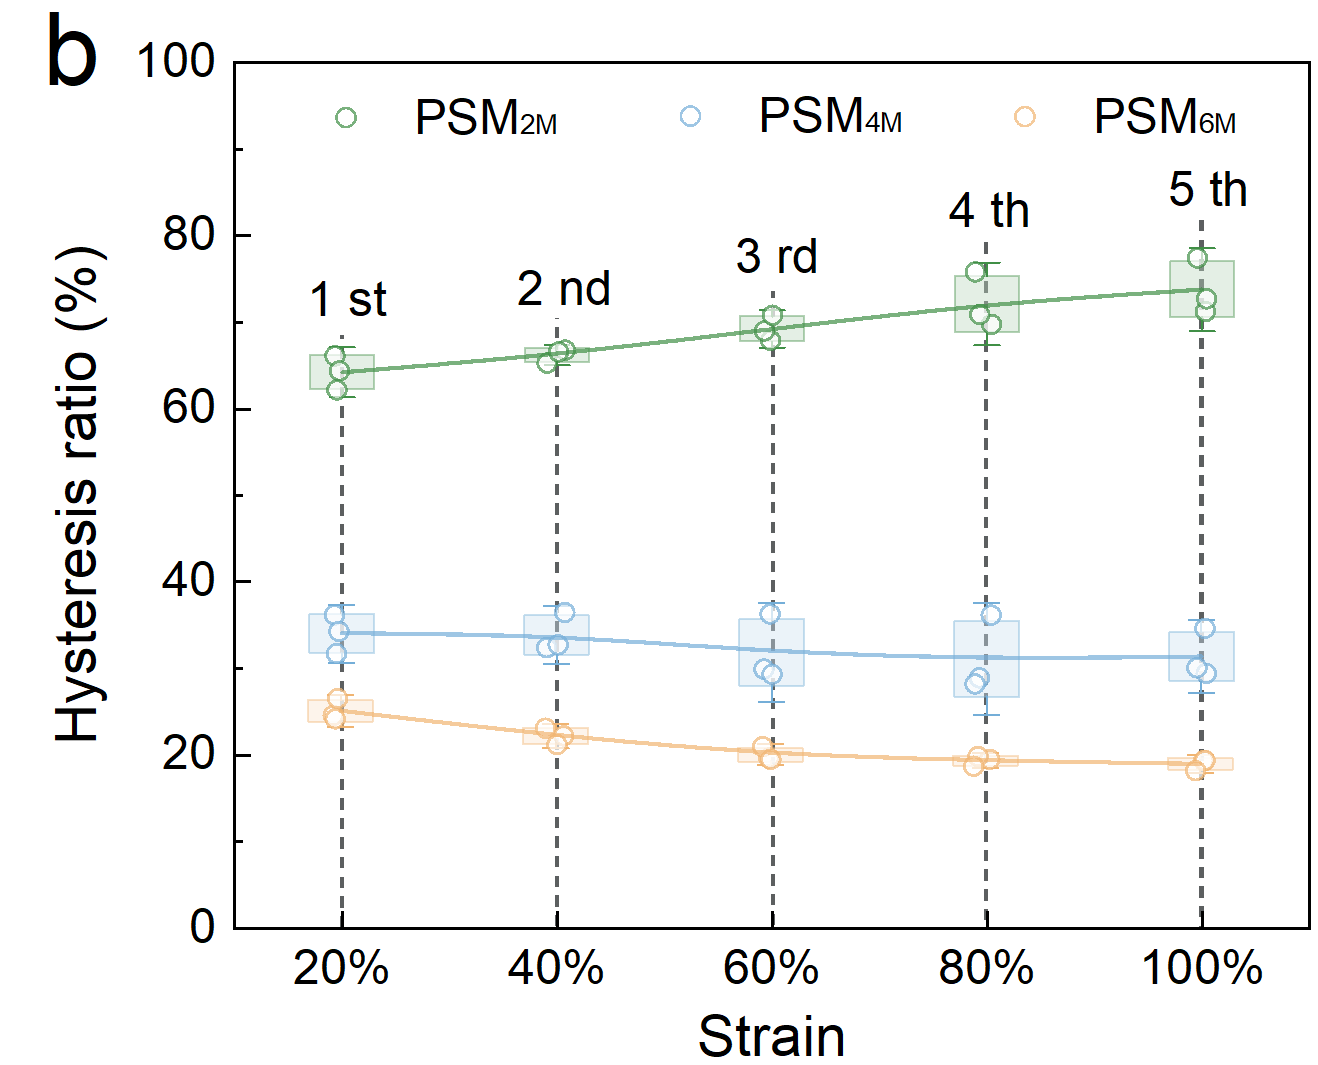 b
100
PSM2M PSM4M PSM6M
5 th
4 th
80
3 rd
2 nd
1 st
60
40
20
0
Hysteresis ratio (%)
20% 40% 60% 80% 100%
Strain